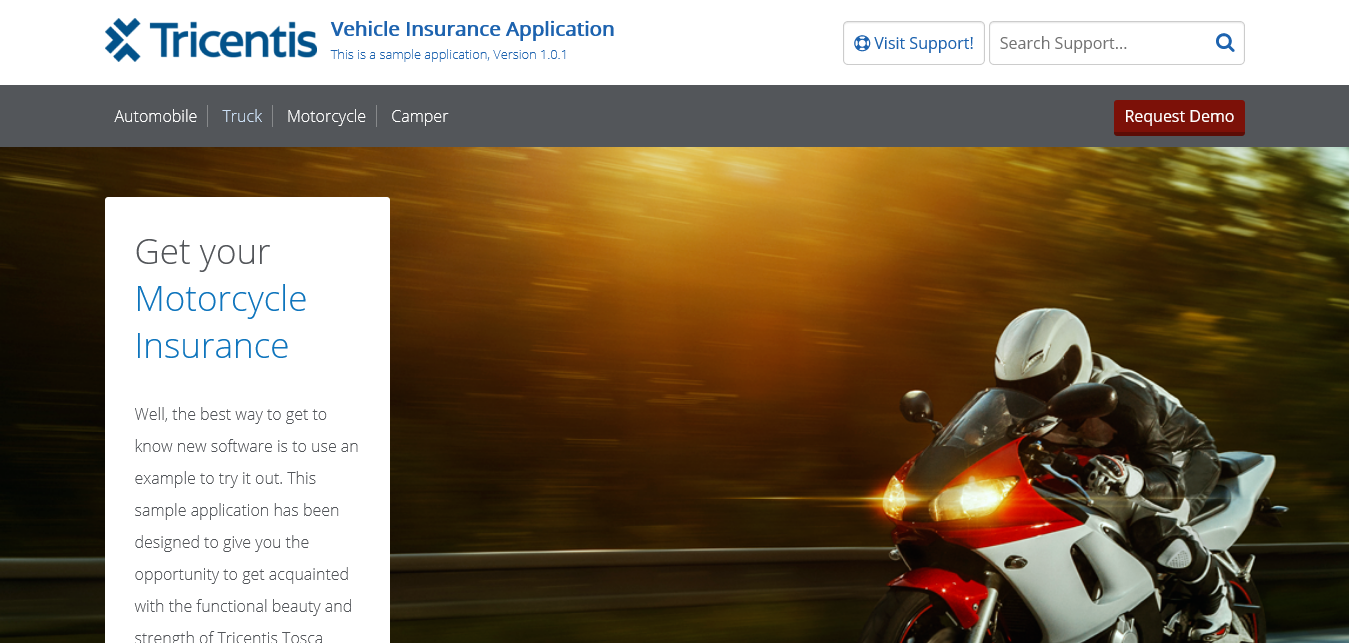 Tricentis
Vehicle Insurance Application
This is a sample application, Version 1.0.1
Visit Support!
Search Support...
Automobile
Truck
Motorcycle
Camper
Request Demo
Get your
Motorcycle
Insurance
Well, the best way to get to
know new software is to use an
example to try it out. This
sample application has been
designed to give you the
opportunity to get acquainted
with the functional beauty and
strength of Tricentis Tosca